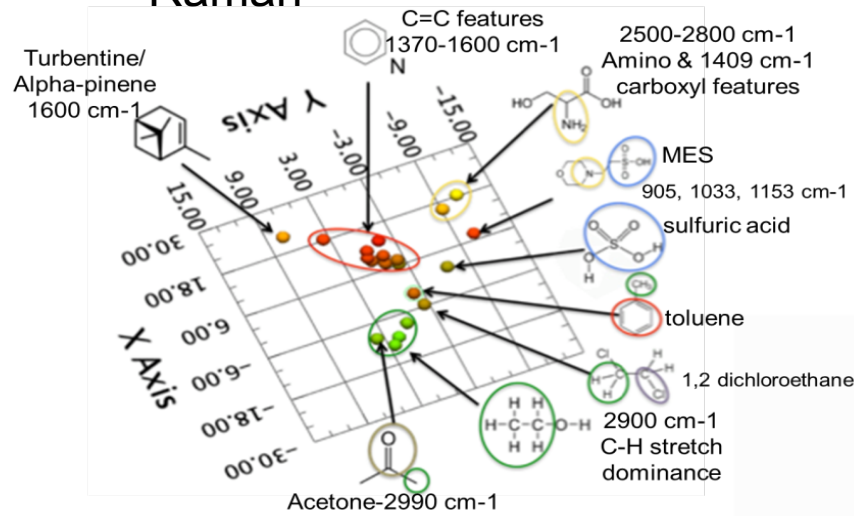 Raman
C=C features
1370-1600 cm-1
N
Turbentine/
Alpha-pinene
1600 cm-1
2500-2800 cm-1
Amino & 1409 cm-1
carboxyl features
O
HO
OH
NH₂
MES
O
N
O
S
OH
O
905, 1033, 1153 cm-1
sulfuric acid
O
O
S
O
H
O
H
CH₃
toluene
Cl
H
H
H
C
C
H
Cl
1,2 dichloroethane
2900 cm-1
C-H stretch
dominance
H H
H-C-C-O-H
H H
O
Acetone-2990 cm-1
Y Axis
15.00
9.00
3.00
-3.00
-9.00
-15.00
X Axis
30.00
18.00
6.00
-6.00
-18.00
-30.00